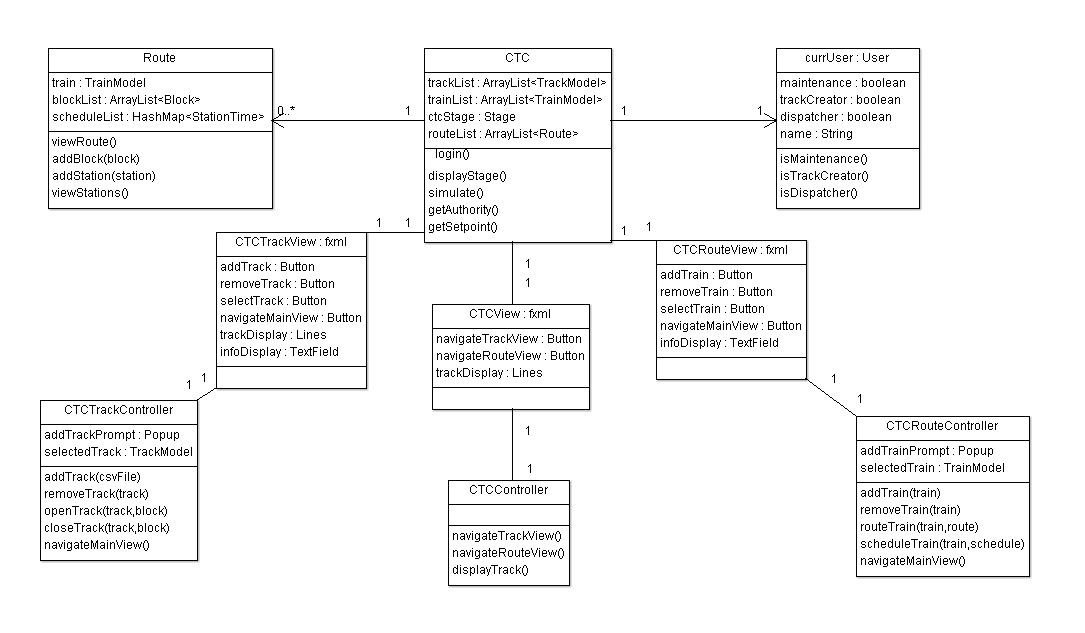 Route
train : TrainModel
blockList : ArrayList<Block>
scheduleList : HashMap<StationTime>
viewRoute()
addBlock(block)
addStation(station)
viewStations()
0..*
1
CTC
trackList : ArrayList<TrackModel>
trainList : ArrayList<TrainModel>
ctcStage : Stage
routeList : ArrayList<Route>
login()
displayStage()
simulate()
getAuthority()
getSetpoint()
1
1
currUser : User
maintenance : boolean
trackCreator : boolean
dispatcher : boolean
name : String
isMaintenance()
isTrackCreator()
isDispatcher()
1
1
CTCTrackView : fxml
addTrack : Button
removeTrack : Button
selectTrack : Button
navigateMainView : Button
trackDisplay : Lines
infoDisplay : TextField
1
1
CTCView : fxml
navigateTrackView : Button
navigateRouteView : Button
trackDisplay : Lines
1
1
CTCRouteView : fxml
addTrain : Button
removeTrain : Button
selectTrain : Button
navigateMainView : Button
infoDisplay : TextField
1
1
CTCTrackController
addTrackPrompt : Popup
selectedTrack : TrackModel
addTrack(csvFile)
removeTrack(track)
openTrack(track,block)
closeTrack(track,block)
navigateMainView()
1
1
CTCController
navigateTrackView()
navigateRouteView()
displayTrack()
1
1
CTCRouteController
addTrainPrompt : Popup
selectedTrain : TrainModel
addTrain(train)
removeTrain(train)
routeTrain(train,route)
scheduleTrain(train,schedule)
navigateMainView()